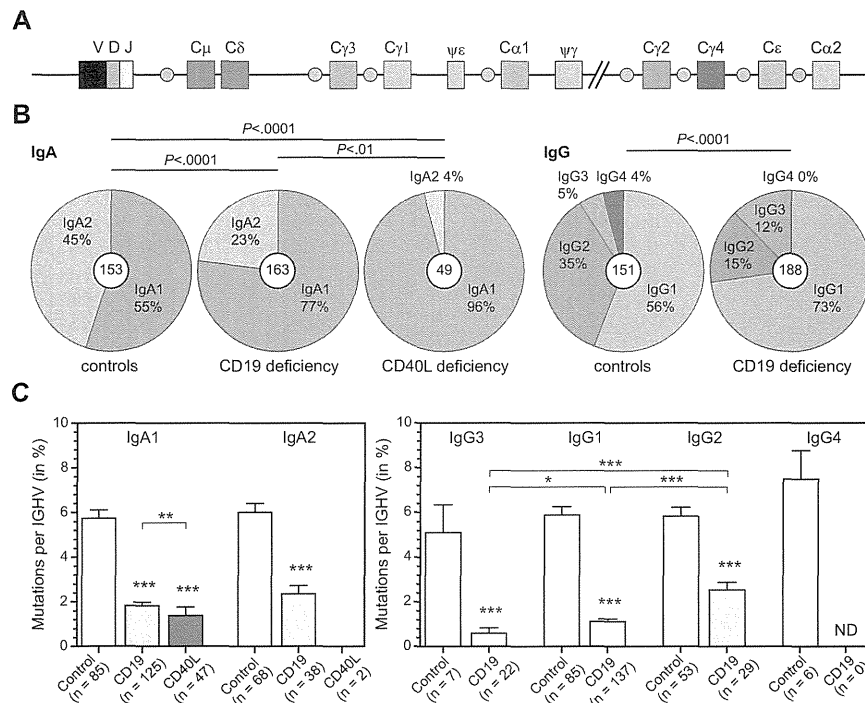 A
V D J Cμ Cδ Cγ3 Cγ1 ψε Cα1 ψγ Cγ2 Cγ4 Cε Cα2
B
P<.0001
IgA P<.0001 P<.01
IgG P<.0001
IgA2 45%
153
IgA1 55%
controls
IgA2 23%
163
IgA1 77%
CD19 deficiency
IgA2 4%
49
IgA1 96%
CD40L deficiency
IgG3 5%
IgG4 4%
IgG2 35%
151
IgG1 56%
controls
IgG4 0%
IgG3 12%
IgG2 15%
188
IgG1 73%
CD19 deficiency
C
Mutations per IGHV (in %)
10
8
6
4
2
0
IgA1 IgA2
**
*** *** ***
Control (n = 85)
CD19 (n = 125)
CD40L (n = 47)
Control (n = 68)
CD19 (n = 38)
CD40L (n = 2)
Mutations per IGHV (in %)
10
8
6
4
2
0
IgG3 IgG1 IgG2 IgG4
***
* ***
*** *** *** ND
Control (n = 7)
CD19 (n = 22)
Control (n = 85)
CD19 (n = 137)
Control (n = 53)
CD19 (n = 29)
Control (n = 6)
CD19 (n = 0)